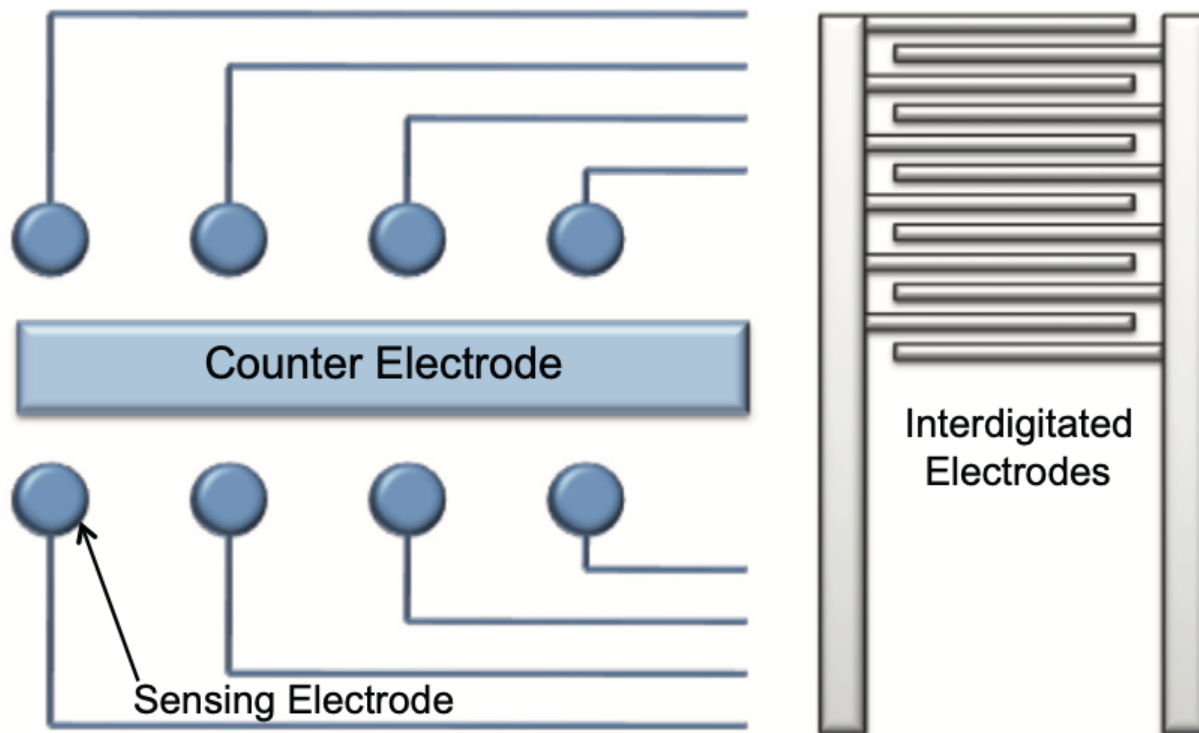 Counter Electrode
Interdigitated
Electrodes
Sensing Electrode